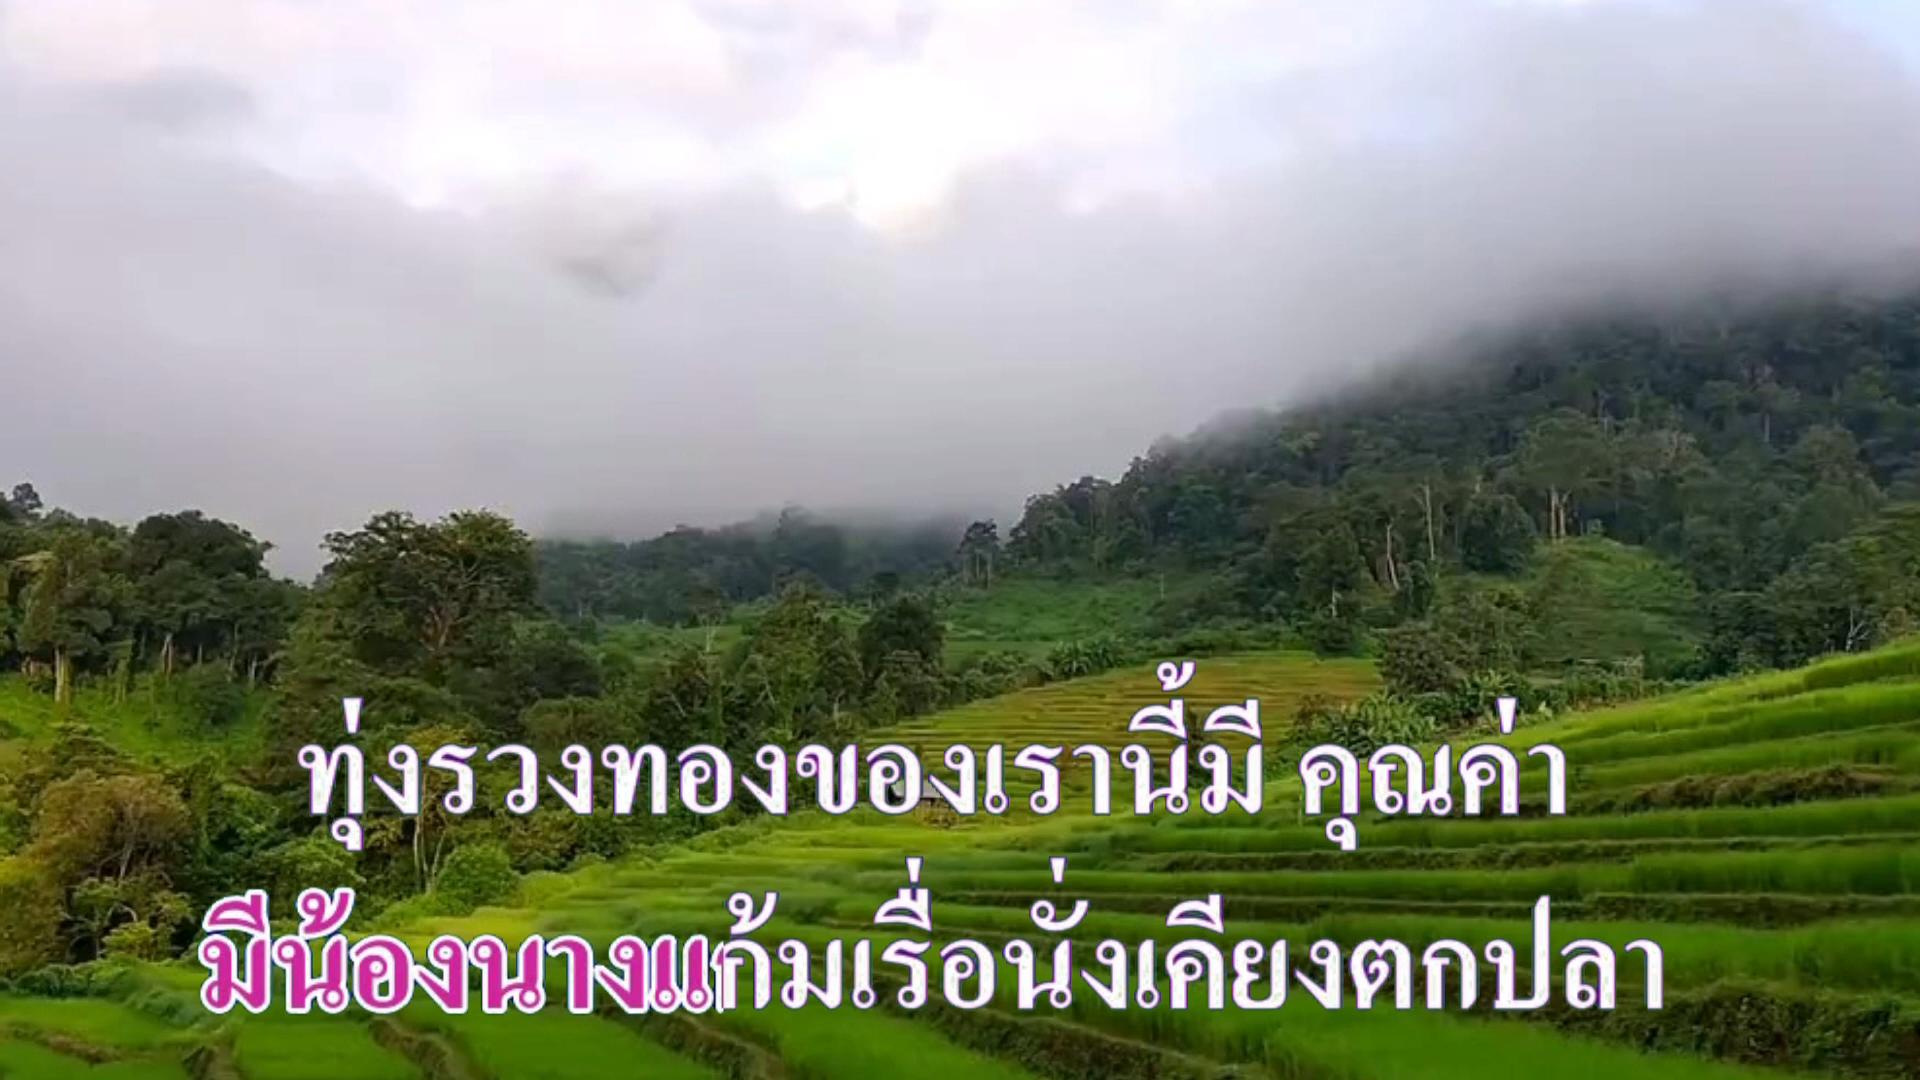 ทุ่งรวงทองของเรานี้มี คุณค่า
มีน้องนางแก้มเรื่อนั่งเคียงตกปลา